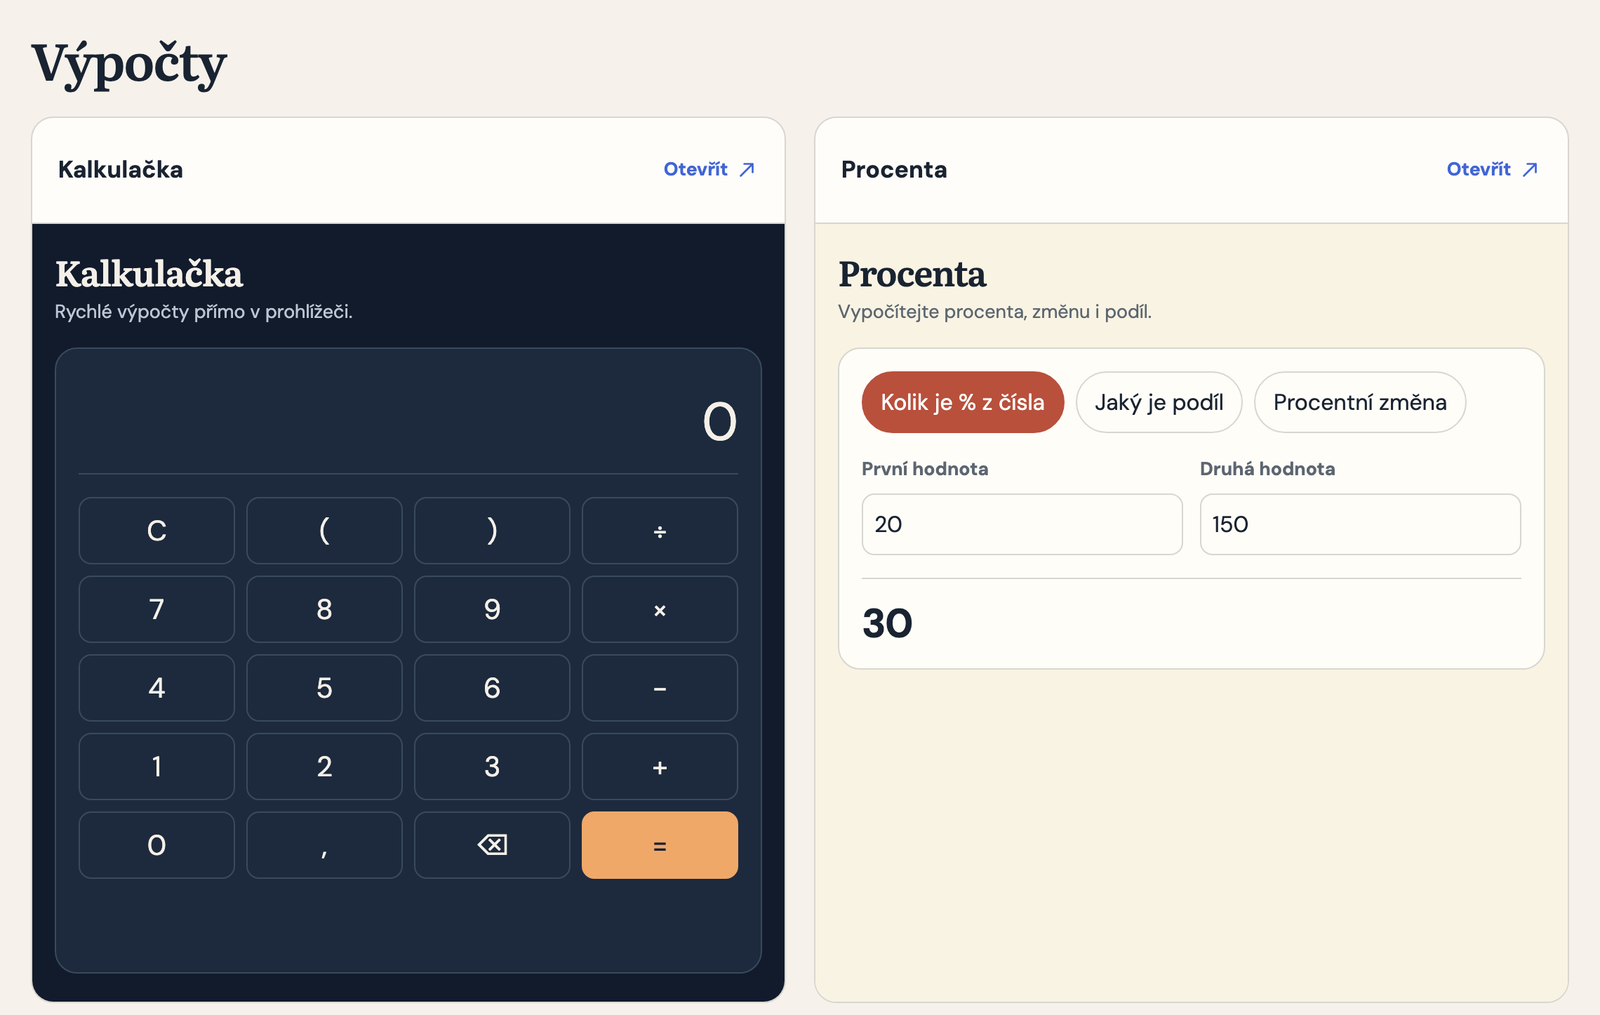 Výpočty
Kalkulačka
Otevřít
Kalkulačka
Rychlé výpočty přímo v prohlížeči.
0
C ( ) ÷
7 8 9 ×
4 5 6 −
1 2 3 +
0 , =
Procenta
Otevřít
Procenta
Vypočítejte procenta, změnu i podíl.
Kolik je % z čísla Jaký je podíl Procentní změna
První hodnota Druhá hodnota
20 150
30